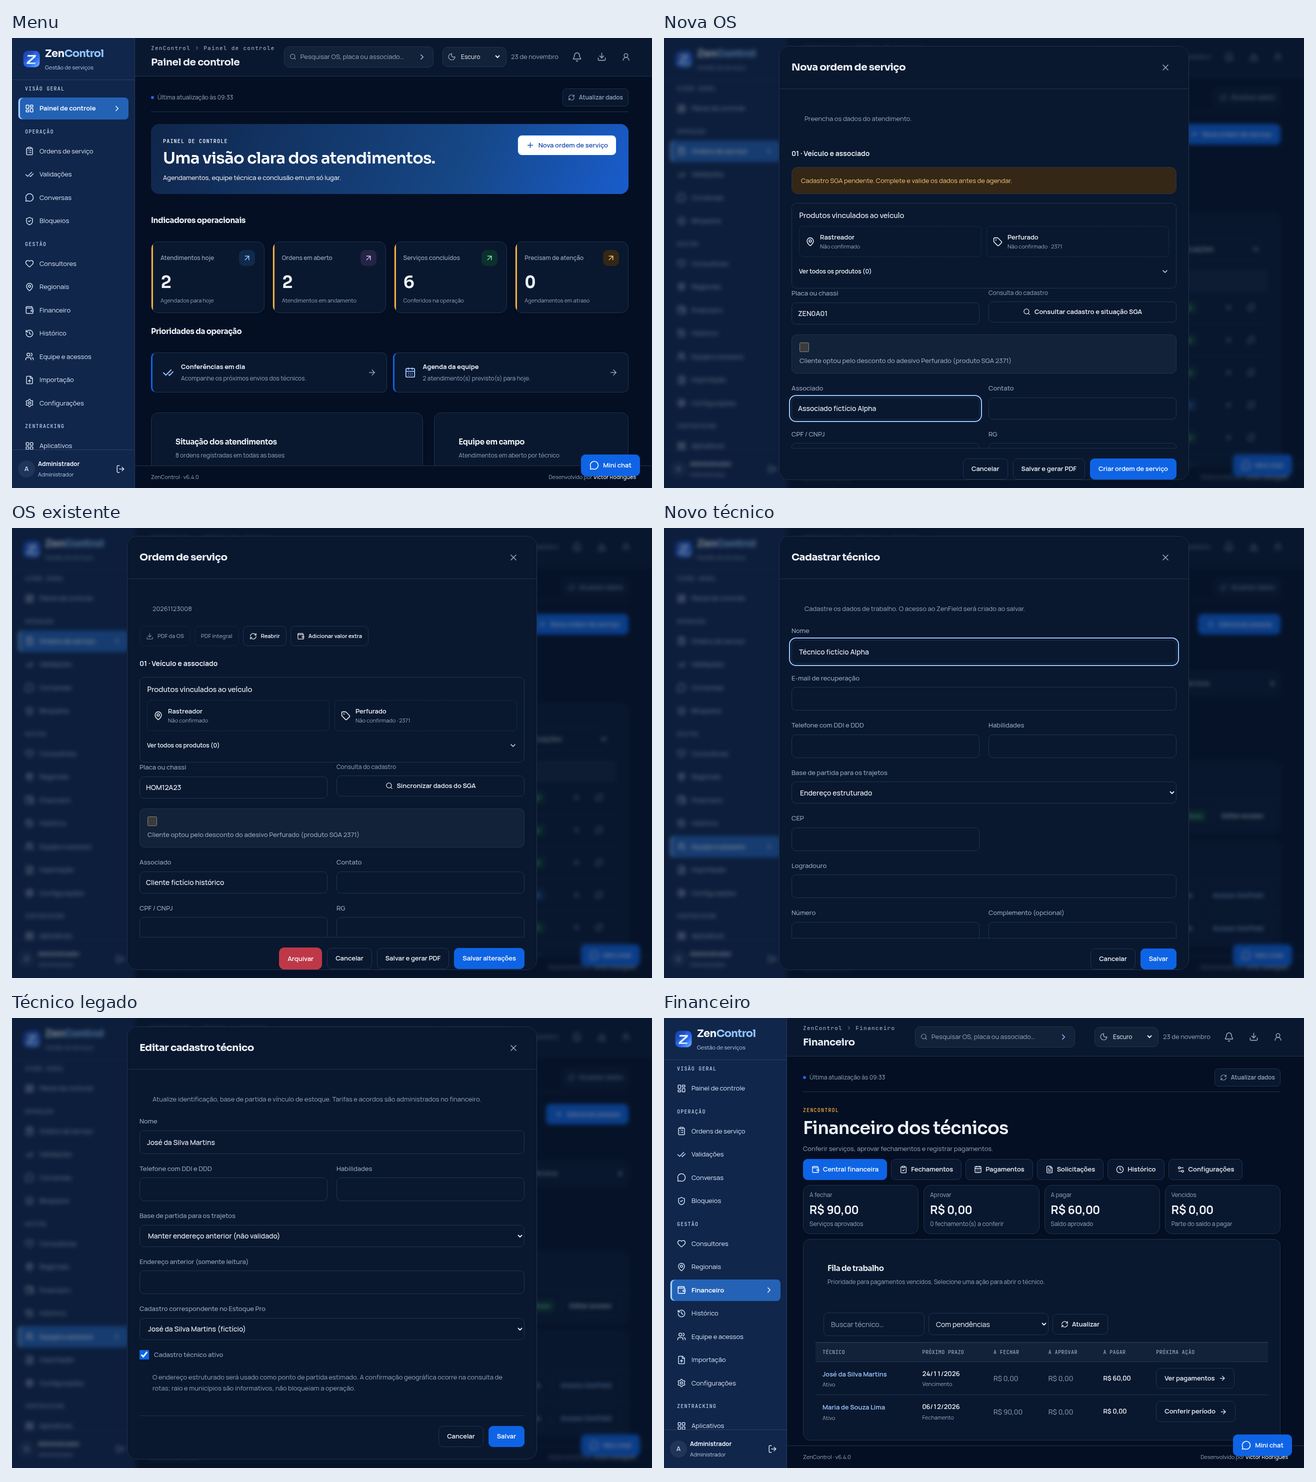 Menu
ZenControl
Gestão de serviços
VISÃO GERAL
Painel de controle
OPERAÇÃO
Ordens de serviço
Validações
Conversas
Bloqueios
GESTÃO
Consultores
Regionais
Financeiro
Histórico
Equipe e acessos
Importação
Configurações
ZENTRACKING
Aplicativos
A
Administrador
Administrador
ZenControl › Painel de controle
Painel de controle
Pesquisar OS, placa ou associado...
Escuro
23 de novembro
Última atualização às 09:33
Atualizar dados
PAINEL DE CONTROLE
Uma visão clara dos atendimentos.
Agendamentos, equipe técnica e conclusão em um só lugar.
Nova ordem de serviço
Indicadores operacionais
Atendimentos hoje
2
Agendados para hoje
Ordens em aberto
2
Atendimentos em andamento
Serviços concluídos
6
Conferidos na operação
Precisam de atenção
0
Agendamentos em atraso
Prioridades da operação
Conferências em dia
Acompanhe os próximos envios dos técnicos.
Agenda da equipe
2 atendimento(s) previsto(s) para hoje.
Situação dos atendimentos
8 ordens registradas em todas as bases
Equipe em campo
Atendimentos em aberto por técnico
Mini chat
ZenControl · v6.4.0
Desenvolvido por Victor Rodrigues
Nova OS
Nova ordem de serviço
Preencha os dados do atendimento.
01 · Veículo e associado
Cadastro SGA pendente. Complete e valide os dados antes de agendar.
Produtos vinculados ao veículo
Rastreador
Não confirmado
Perfurado
Não confirmado · 2371
Ver todos os produtos (0)
Placa ou chassi
Consulta do cadastro
ZEN0A01
Consultar cadastro e situação SGA
Cliente optou pelo desconto do adesivo Perfurado (produto SGA 2371)
Associado
Contato
Associado fictício Alpha
CPF / CNPJ
RG
Cancelar
Salvar e gerar PDF
Criar ordem de serviço
OS existente
Ordem de serviço
20261123008
PDF da OS
PDF integral
Reabrir
Adicionar valor extra
01 · Veículo e associado
Produtos vinculados ao veículo
Rastreador
Não confirmado
Perfurado
Não confirmado · 2371
Ver todos os produtos (0)
Placa ou chassi
Consulta do cadastro
HOM12A23
Sincronizar dados do SGA
Cliente optou pelo desconto do adesivo Perfurado (produto SGA 2371)
Associado
Contato
Cliente fictício histórico
CPF / CNPJ
RG
Arquivar
Cancelar
Salvar e gerar PDF
Salvar alterações
Novo técnico
Cadastrar técnico
Cadastre os dados de trabalho. O acesso ao ZenField será criado ao salvar.
Nome
Técnico fictício Alpha
E-mail de recuperação
Telefone com DDI e DDD
Habilidades
Base de partida para os trajetos
Endereço estruturado
CEP
Logradouro
Número
Complemento (opcional)
Cancelar
Salvar
Técnico legado
Editar cadastro técnico
Atualize identificação, base de partida e vínculo de estoque. Tarifas e acordos são administrados no financeiro.
Nome
José da Silva Martins
Telefone com DDI e DDD
Habilidades
Base de partida para os trajetos
Manter endereço anterior (não validado)
Endereço anterior (somente leitura)
Cadastro correspondente no Estoque Pro
José da Silva Martins (fictício)
Cadastro técnico ativo
O endereço estruturado será usado como ponto de partida estimado. A confirmação geográfica ocorre na consulta de
rotas; raio e municípios são informativos, não bloqueiam a operação.
Cancelar
Salvar
Financeiro
ZenControl
Gestão de serviços
VISÃO GERAL
Painel de controle
OPERAÇÃO
Ordens de serviço
Validações
Conversas
Bloqueios
GESTÃO
Consultores
Regionais
Financeiro
Histórico
Equipe e acessos
Importação
Configurações
ZENTRACKING
Aplicativos
A
Administrador
Administrador
ZenControl › Financeiro
Financeiro
Pesquisar OS, placa ou associado...
Escuro
23 de novembro
Última atualização às 09:33
Atualizar dados
ZENCONTROL
Financeiro dos técnicos
Conferir serviços, aprovar fechamentos e registrar pagamentos.
Central financeira
Fechamentos
Pagamentos
Solicitações
Histórico
Configurações
A fechar
R$ 90,00
Serviços aprovados
Aprovar
R$ 0,00
0 fechamento(s) a conferir
A pagar
R$ 60,00
Saldo aprovado
Vencidos
R$ 0,00
Parte do saldo a pagar
Fila de trabalho
Prioridade para pagamentos vencidos. Selecione uma ação para abrir o técnico.
Buscar técnico...
Com pendências
Atualizar
TÉCNICO
PRÓXIMO PRAZO
A FECHAR
A APROVAR
A PAGAR
PRÓXIMA AÇÃO
José da Silva Martins
Ativo
24/11/2026
Vencimento
R$ 0,00
R$ 0,00
R$ 60,00
Ver pagamentos
Maria de Souza Lima
Ativo
06/12/2026
Fechamento
R$ 90,00
R$ 0,00
R$ 0,00
Conferir período
Mini chat
ZenControl · v6.4.0
Desenvolvido por Victor Rodrigues